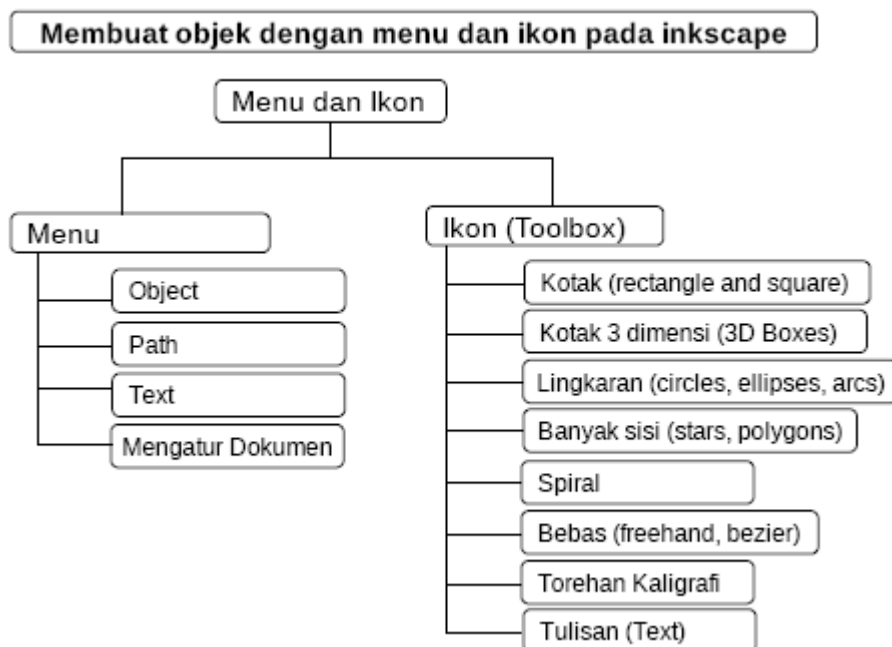 Membuat objek dengan menu dan ikon pada inkscape
Menu dan Ikon
Menu
Object
Path
Text
Mengatur Dokumen
Ikon (Toolbox)
Kotak (rectangle and square)
Kotak 3 dimensi (3D Boxes)
Lingkaran (circles, ellipses, arcs)
Banyak sisi (stars, polygons)
Spiral
Bebas (freehand, bezier)
Torehan Kaligrafi
Tulisan (Text)